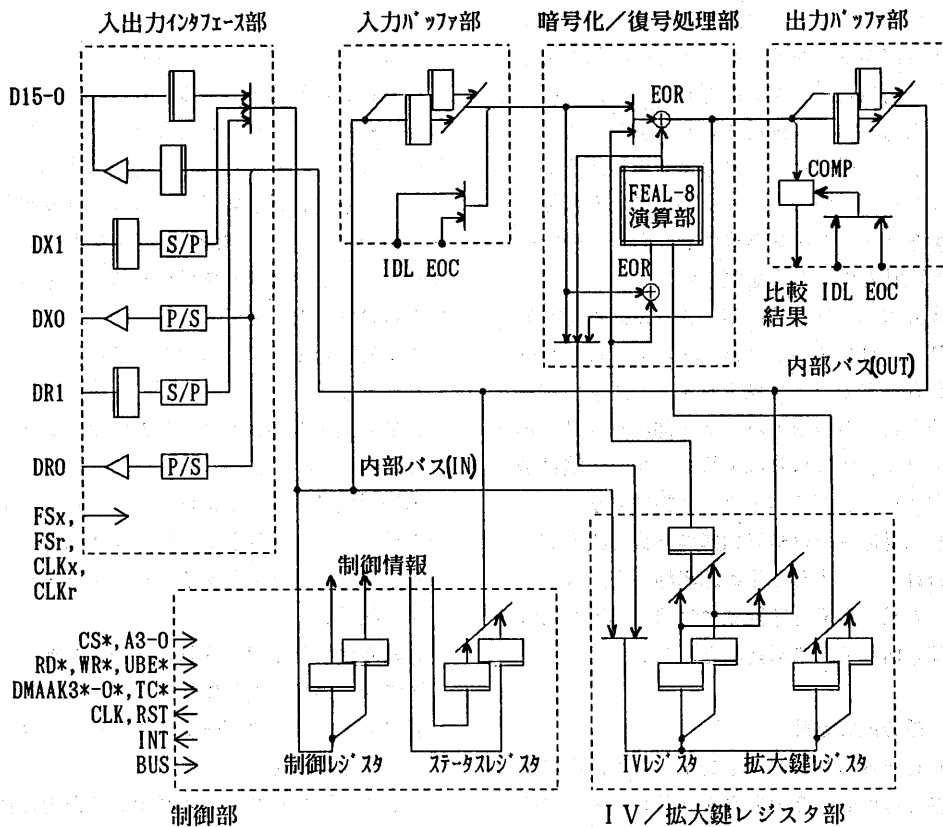 入出力インタフェース部
入力バッファ部
暗号化／復号処理部
出力バッファ部
D15-0
EOR
COMP
FEAL-8
演算部
DX1
S/P
IDL EOC
EOR
比較
結果
IDL EOC
DXO
P/S
内部バス(OUT)
DR1
S/P
DRO
P/S
内部バス(IN)
FSx,
FSr,
CLKx,
CLKr
制御情報
CS*,A3-0
RD*,WR*,UBE*
DMAAK3*-0*,TC*
CLK,RST
INT
BUS
制御レジスタ
ステータスレジスタ
IVレジスタ
拡大鍵レジスタ
制御部
ＩＶ／拡大鍵レジスタ部